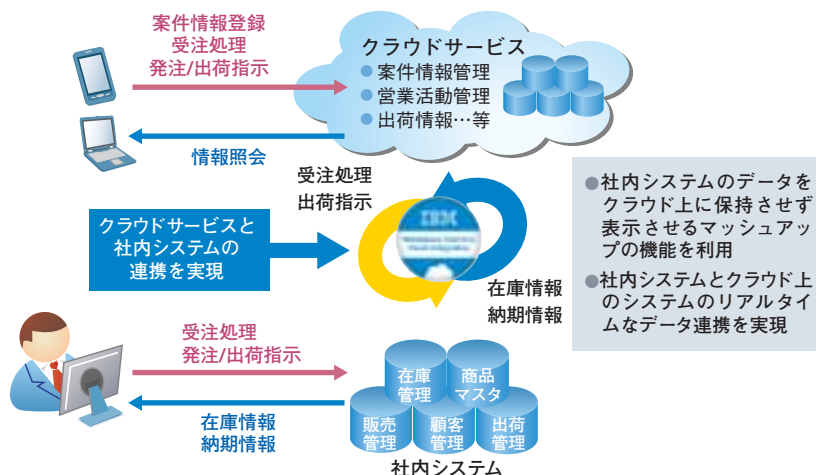 案件情報登録
受注処理
発注/出荷指示
クラウドサービス
●案件情報管理
●営業活動管理
●出荷情報…等
情報照会
受注処理
出荷指示
クラウドサービスと
社内システムの
連携を実現
IBM
在庫情報
納期情報
●社内システムのデータを
クラウド上に保持させず
表示させるマッシュアッ
プの機能を利用
●社内システムとクラウド上
のシステムのリアルタイ
ムなデータ連携を実現
受注処理
発注/出荷指示
在庫情報
納期情報
在庫
管理
商品
マスタ
販売
管理
顧客
管理
出荷
管理
社内システム